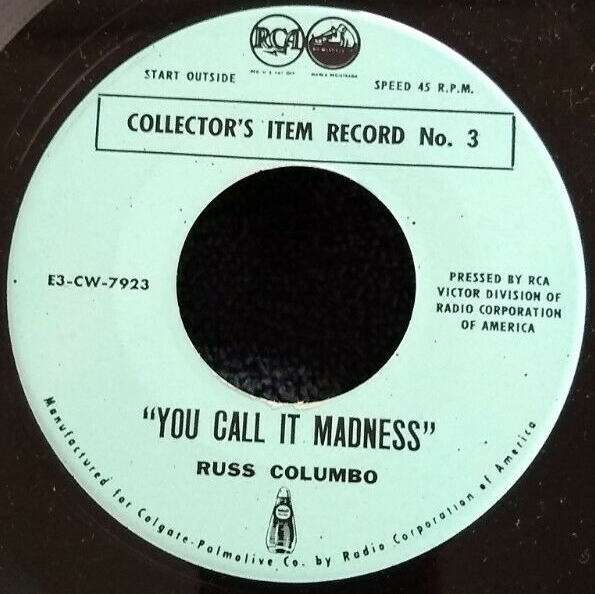 RCA
START OUTSIDE
SPEED 45 R.P.M.
COLLECTOR'S ITEM RECORD No. 3
E3-CW-7923
PRESSED BY RCA
VICTOR DIVISION OF
RADIO CORPORATION
OF AMERICA
"YOU CALL IT MADNESS"
RUSS COLUMBO
Manufactured for Colgate-Palmolive Co. by Radio Corporation of America